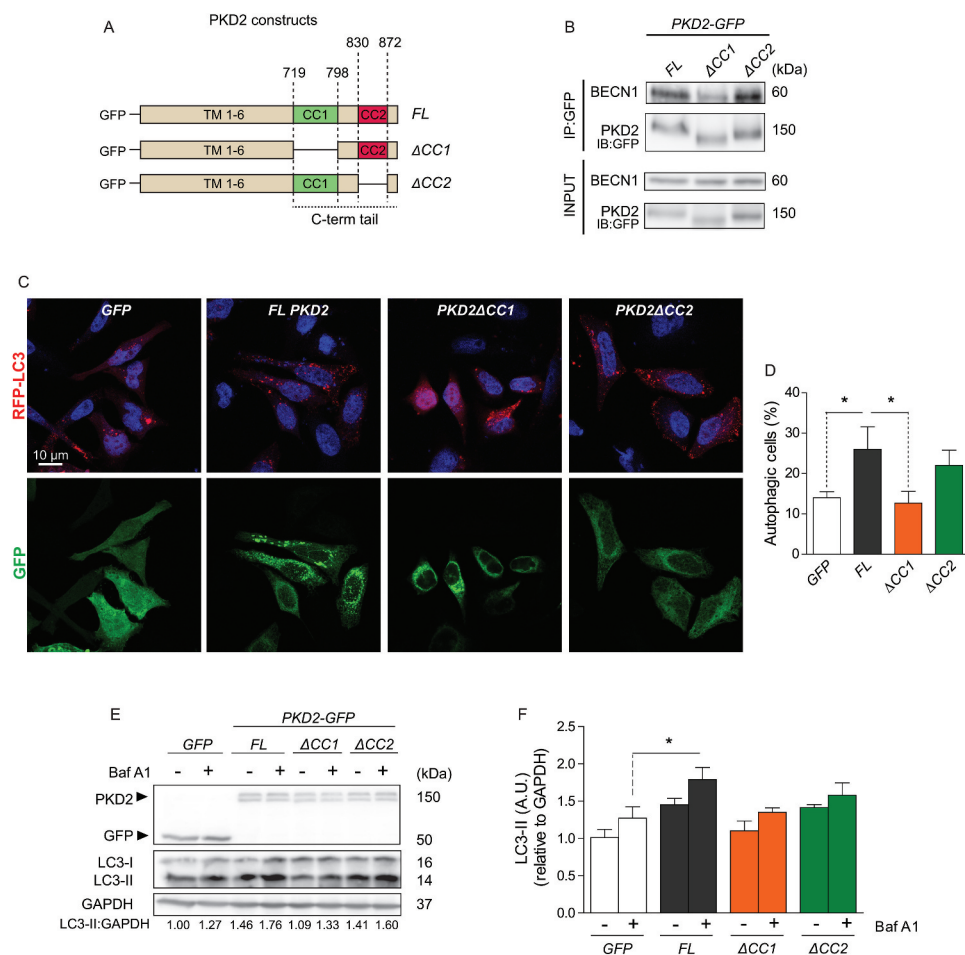 A
PKD2 constructs
830 872
719 798
GFP TM 1-6 CC1 CC2 FL
GFP TM 1-6 CC2 ΔCC1
GFP TM 1-6 CC1 ΔCC2
C-term tail
B
PKD2-GFP
FL ΔCC1 ΔCC2 (kDa)
IP:GFP
BECN1 60
PKD2 150
IB:GFP
INPUT
BECN1 60
PKD2 150
IB:GFP
C
GFP FL PKD2 PKD2ΔCC1 PKD2ΔCC2
RFP-LC3
10 µm
GFP
D
Autophagic cells (%)
40
30
20
10
0
* *
GFP FL ΔCC1 ΔCC2
E
PKD2-GFP
GFP FL ΔCC1 ΔCC2
Baf A1 - + - + - + - + (kDa)
PKD2 150
GFP 50
LC3-I 16
LC3-II 14
GAPDH 37
LC3-II:GAPDH 1.00 1.27 1.46 1.76 1.09 1.33 1.41 1.60
F
LC3-II (A.U.)
(relative to GAPDH)
2.5
2.0
1.5
1.0
0.5
0.0
*
- + - + - + - + Baf A1
GFP FL ΔCC1 ΔCC2